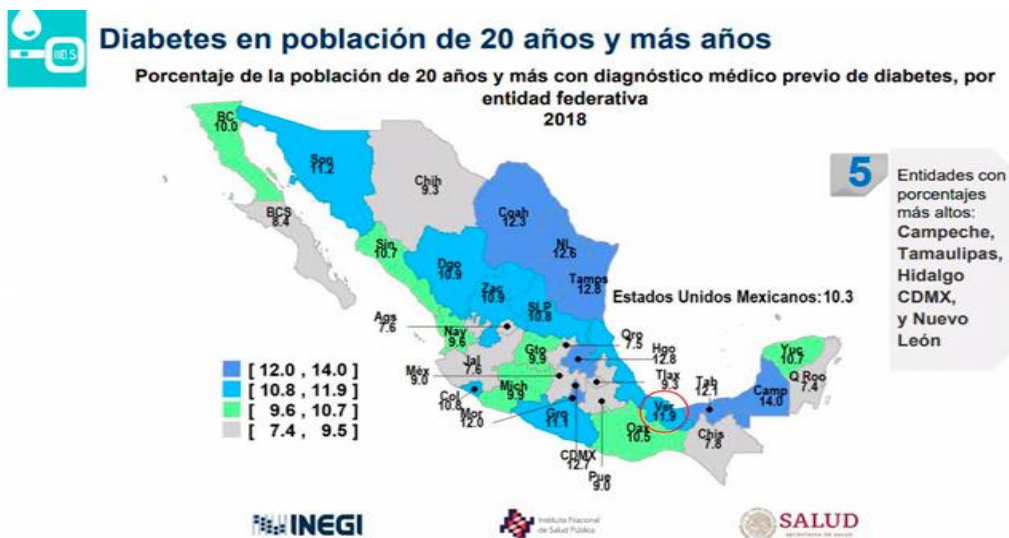 Diabetes en población de 20 años y más años
Porcentaje de la población de 20 años y más con diagnóstico médico previo de diabetes, por
entidad federativa
2018
BC
10.0
Son
11.2
Chih
9.3
BCS
8.4
Coah
12.3
Sin
10.7
NL
12.6
Dgo
10.9
Tamps
12.8
Zac
10.9
SLP
10.8
Estados Unidos Mexicanos:10.3
Ags
7.6
Nay
9.6
Gto
9.9
Qro
7.5
Hgo
12.8
Yuc
10.7
Jal
7.6
Méx
9.0
Tlax
9.3
Tab
12.1
Camp
14.0
Q Roo
7.4
Col
10.8
Mich
9.9
Mor
12.0
Gro
11.1
Ver
11.9
Oax
10.5
Chis
7.8
CDMX
12.7
Pue
9.0
[ 12.0 , 14.0 ]
[ 10.8 , 11.9 ]
[ 9.6 , 10.7 ]
[ 7.4 , 9.5 ]
5
Entidades con
porcentajes
más altos:
Campeche,
Tamaulipas,
Hidalgo
CDMX,
y Nuevo
León
INEGI
Instituto Nacional
de Salud Pública
SALUD
SECRETARÍA DE SALUD